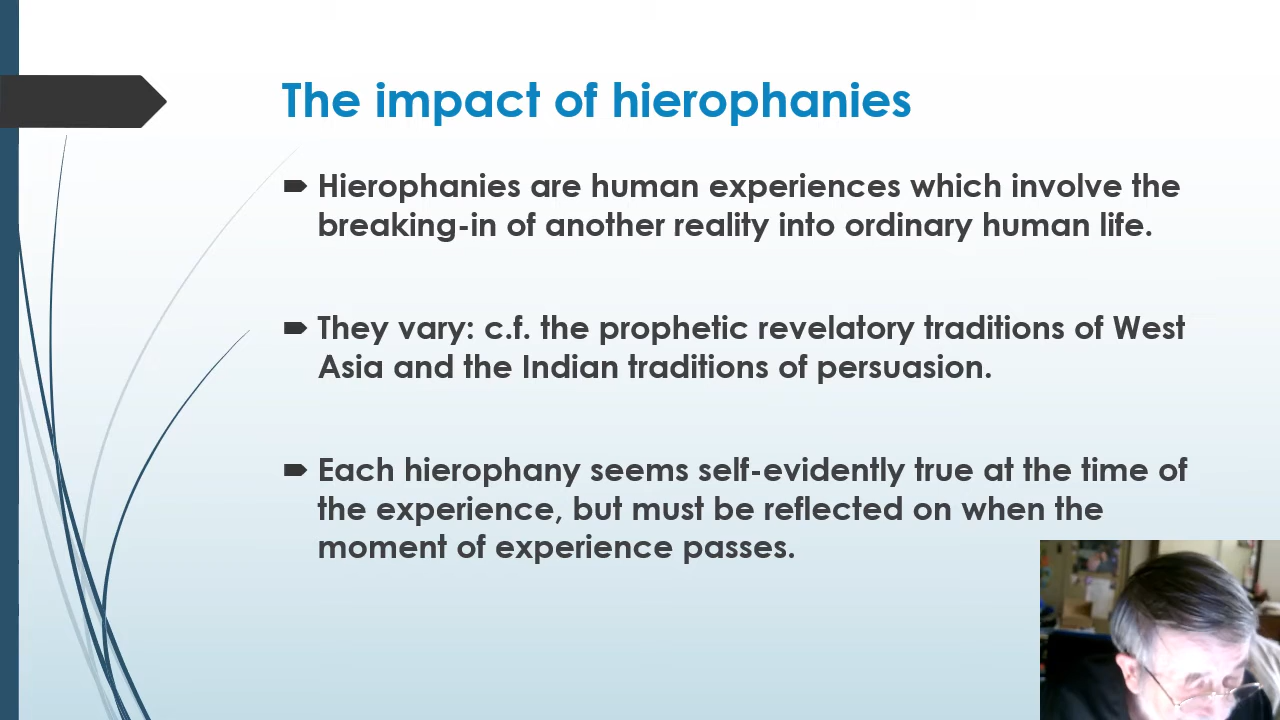 The impact of hierophanies
Hierophanies are human experiences which involve the
breaking-in of another reality into ordinary human life.
They vary: c.f. the prophetic revelatory traditions of West
Asia and the Indian traditions of persuasion.
Each hierophany seems self-evidently true at the time of
the experience, but must be reflected on when the
moment of experience passes.